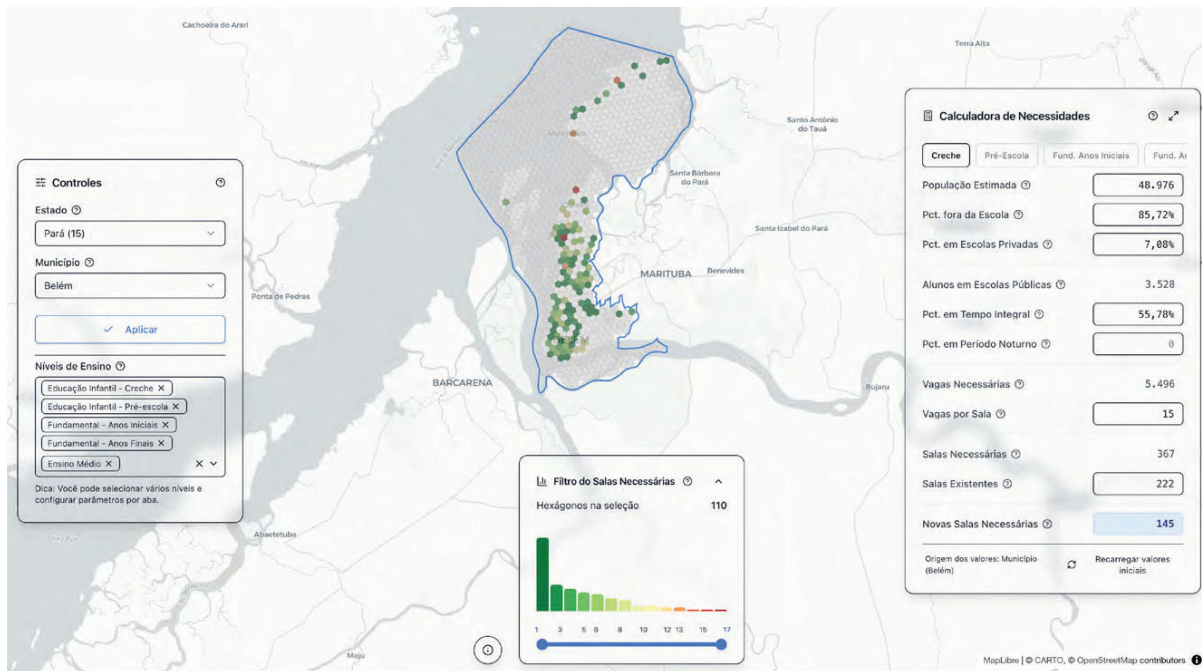 Cachoeira do Arari
Terra Alta
Santo Antônio
do Tauá
Santa Bárbara
do Pará
Santa Izabel do Pará
MARITUBA
Benevides
Ponta de Pedras
BARCARENA
Bujaru
Abaetetuba
Moju
Controles
Estado
Pará (15)
Município
Belém
Aplicar
Níveis de Ensino
Educação Infantil - Creche ×
Educação Infantil - Pré-escola ×
Fundamental - Anos Iniciais ×
Fundamental - Anos Finais ×
Ensino Médio ×
Dica: Você pode selecionar vários níveis e
configurar parâmetros por aba.
Filtro do Salas Necessárias
Hexágonos na seleção 110
1 3 5 6 8 10 12 13 15 17
Calculadora de Necessidades
Creche Pré-Escola Fund. Anos Iniciais Fund. A
População Estimada 48.976
Pct. fora da Escola 85,72%
Pct. em Escolas Privadas 7,08%
Alunos em Escolas Públicas 3.528
Pct. em Tempo Integral 55,78%
Pct. em Período Noturno 0
Vagas Necessárias 5.496
Vagas por Sala 15
Salas Necessárias 367
Salas Existentes 222
Novas Salas Necessárias 145
Origem dos valores: Município
(Belém)
Recarregar valores
iniciais
MapLibre | © CARTO, © OpenStreetMap contributors